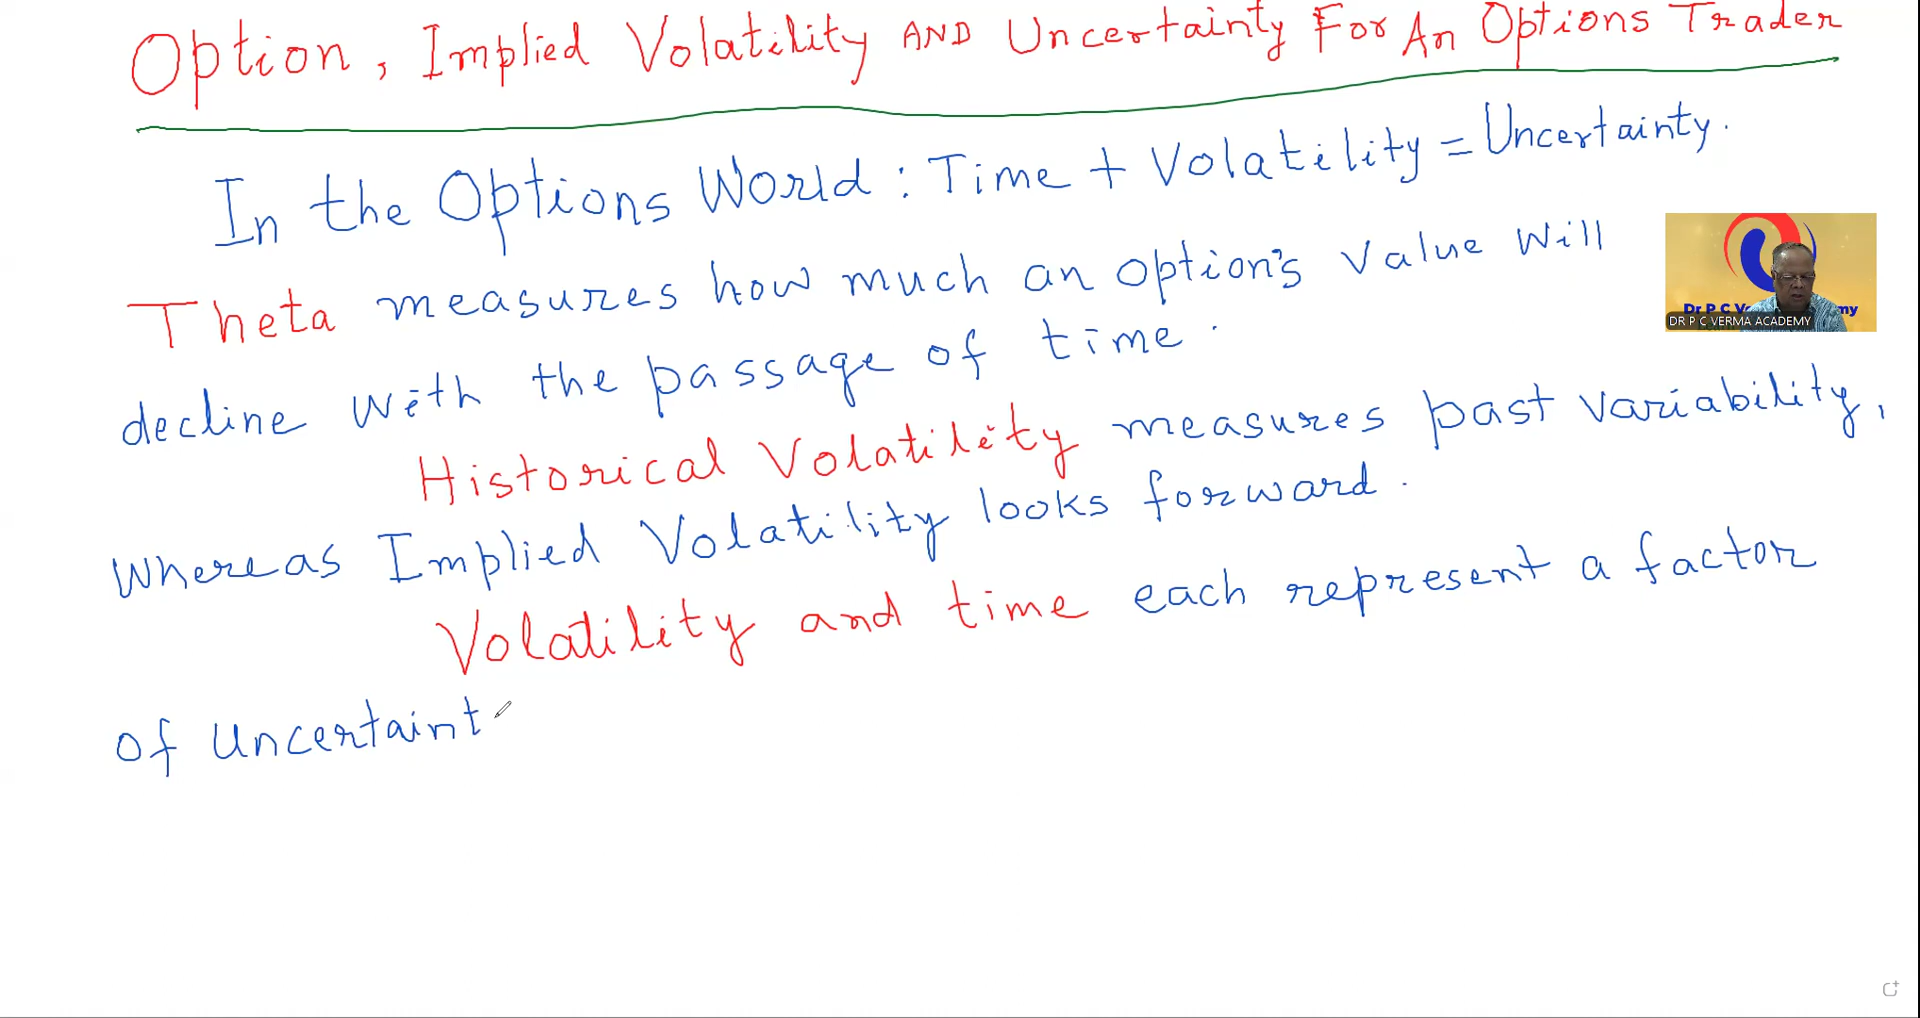 Option, Implied Volatility AND Uncertainty For An Options Trader
In the Options World : Time + Volatility = Uncertainty.
Theta measures how much an option's value will
decline with the passage of time.
Historical Volatility measures past variability,
Whereas Implied Volatility looks forward.
Volatility and time each represent a factor
of uncertaint
Dr P C V my
DR P C VERMA ACADEMY